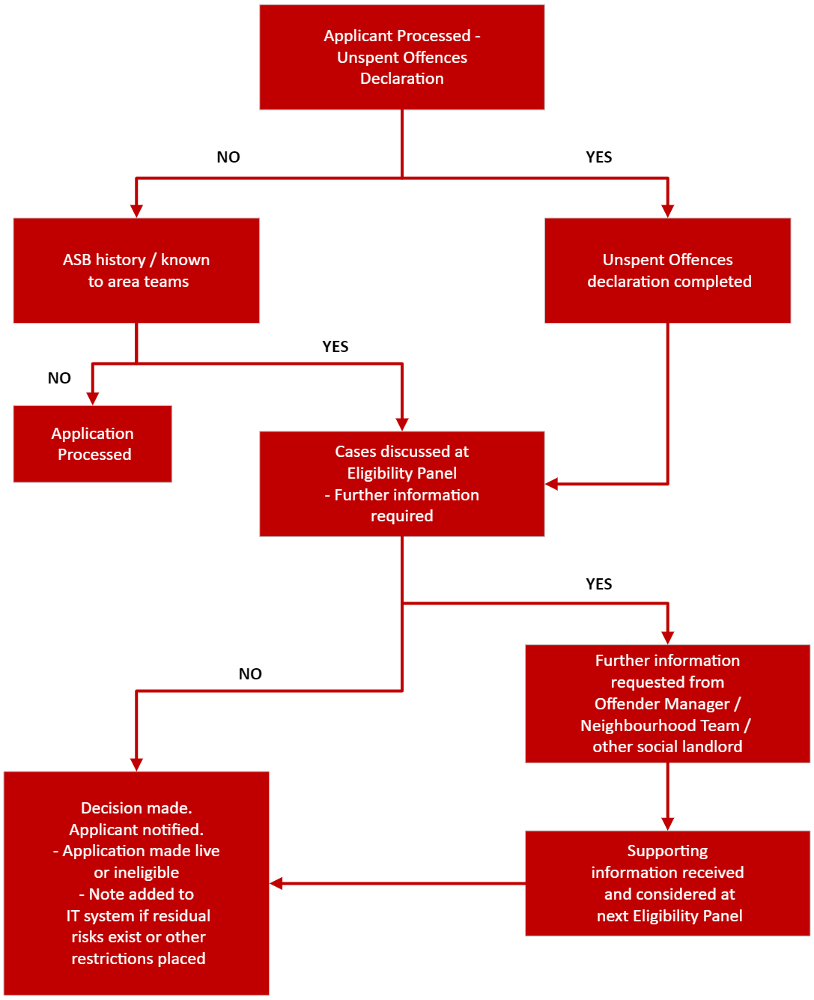 Applicant Processed -
Unspent Offences
Declaration
NO
YES
ASB history / known
to area teams
Unspent Offences
declaration completed
YES
NO
Application
Processed
Cases discussed at
Eligibility Panel
- Further information
required
YES
NO
Further information
requested from
Offender Manager /
Neighbourhood Team /
other social landlord
Decision made.
Applicant notified.
- Application made live
or ineligible
- Note added to
IT system if residual
risks exist or other
restrictions placed
Supporting
information received
and considered at
next Eligibility Panel